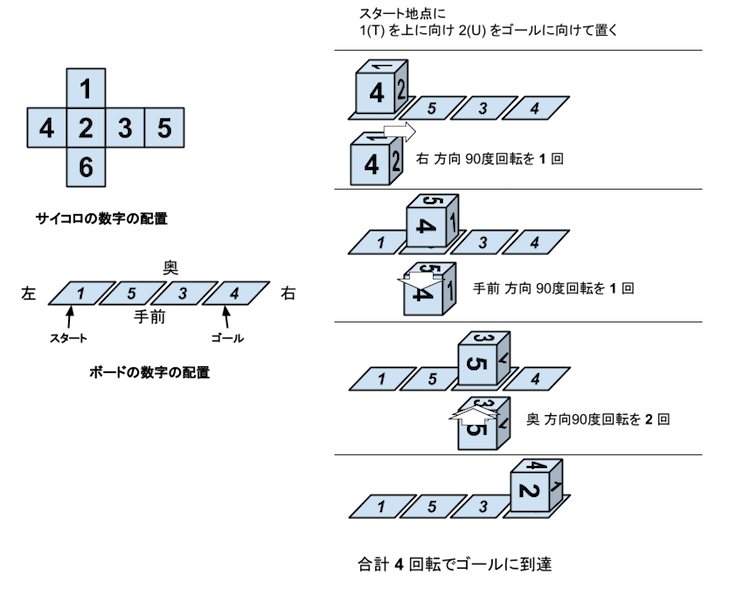 スタート地点に
1(T) を上に向け 2(U) をゴールに向けて置く
1
4 2 3 5
6
サイコロの数字の配置
奥
左 1 5 3 4 右
手前
スタート ゴール
ボードの数字の配置
1
4 2 5 3 4
1
4 2 右 方向 90度回転を 1 回
5
1 4 1 3 4
5
4 1 手前 方向 90度回転を 1 回
3
1 5 5 1 4
3
5 1 奥 方向90度回転を 2 回
4
1 5 3 2 1
合計 4 回転でゴールに到達